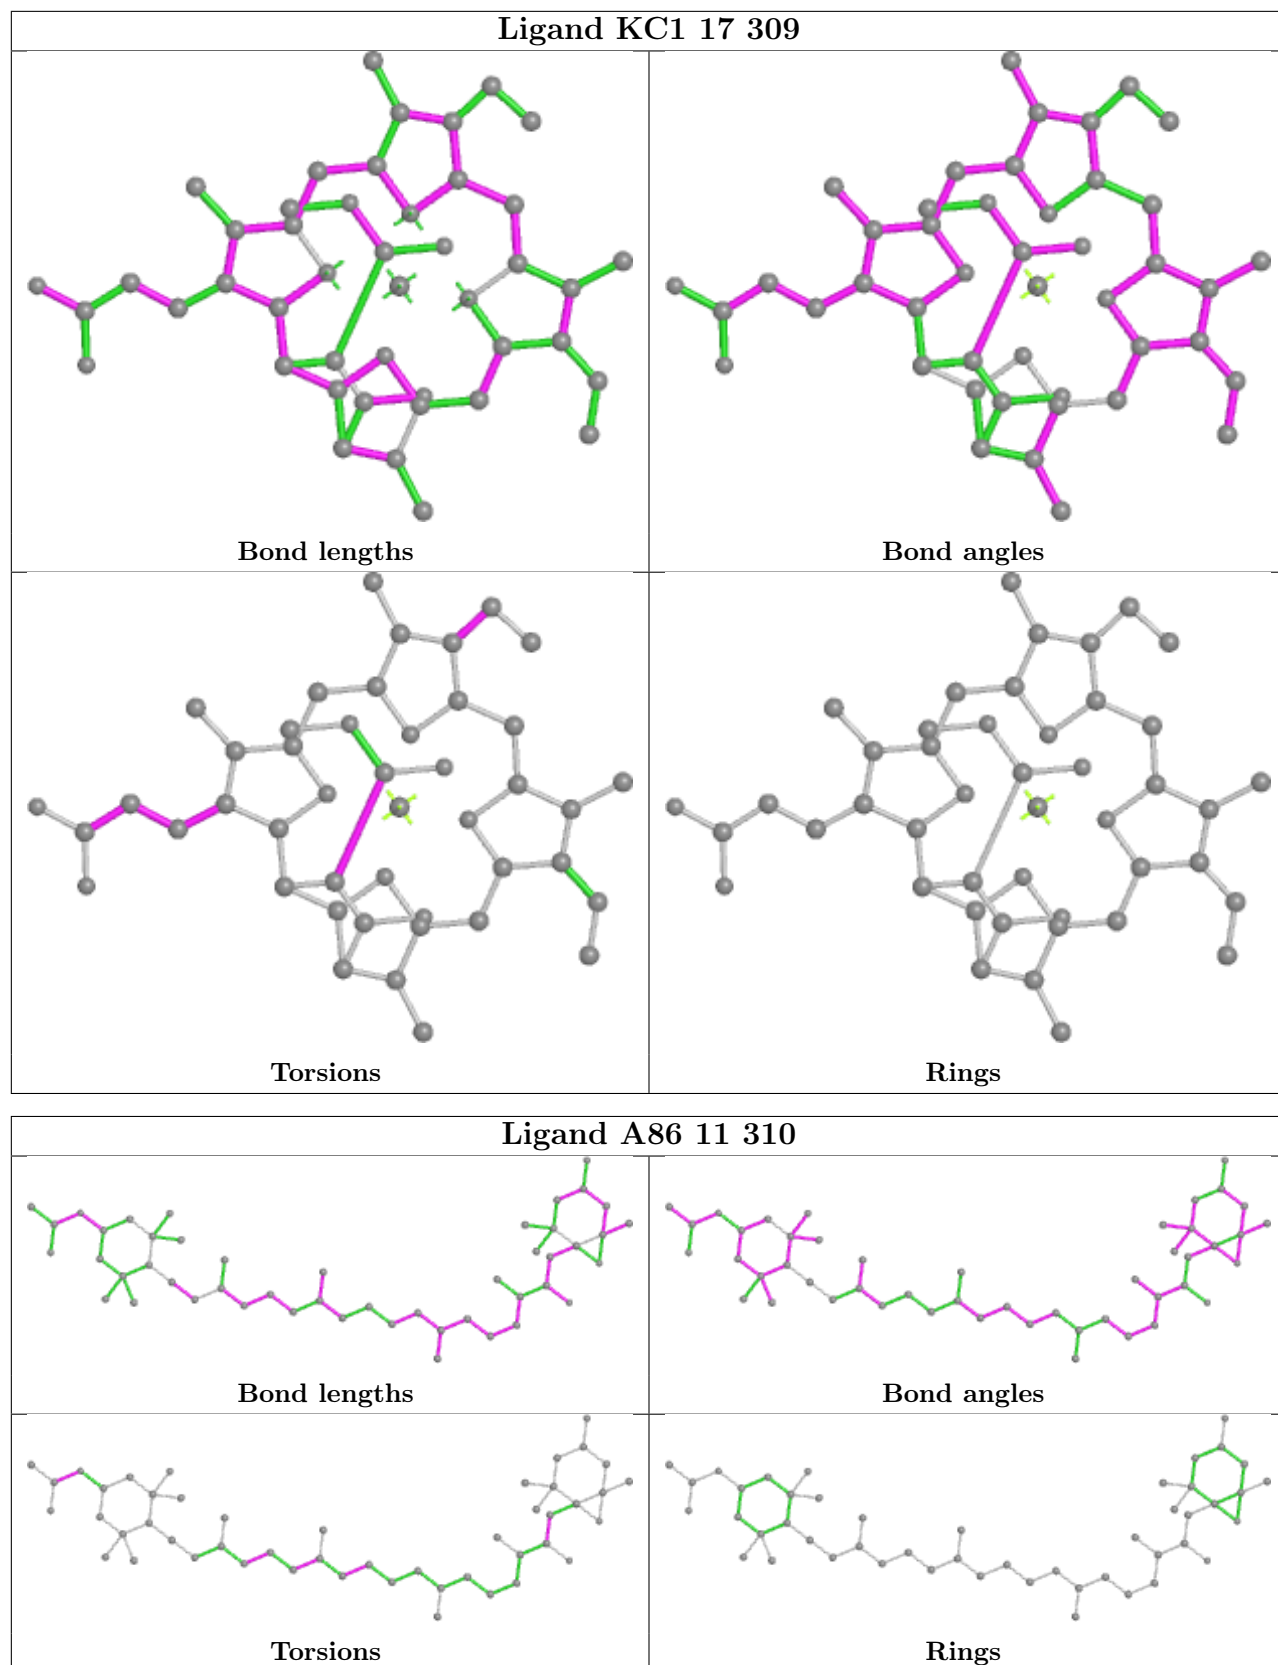 Ligand KC1 17 309
Bond lengths
Bond angles
Torsions
Rings
Ligand A86 11 310
Bond lengths
Bond angles
Torsions
Rings